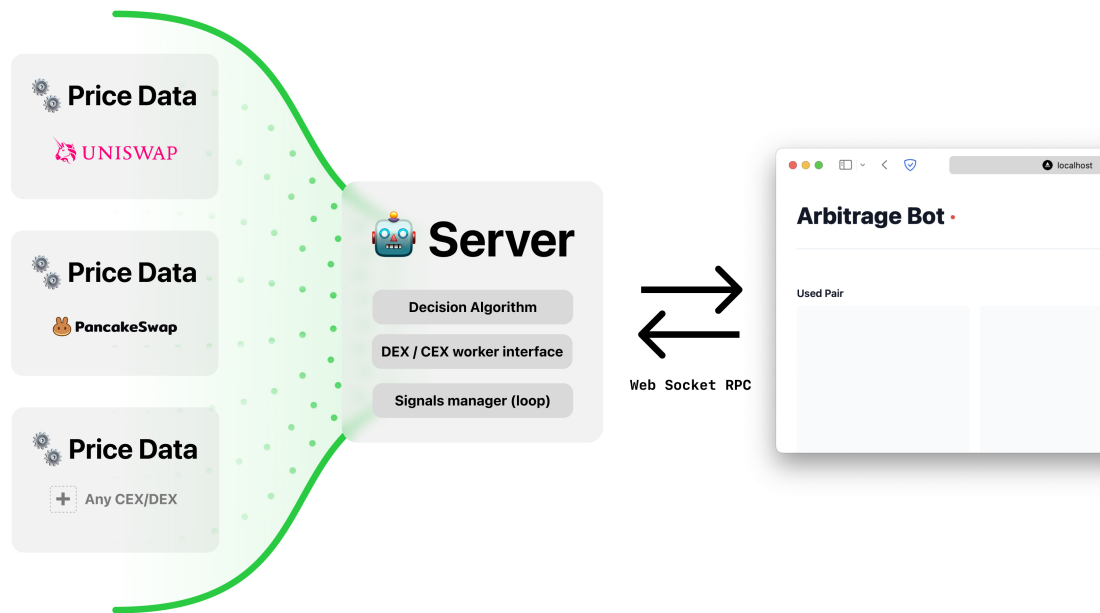 Price Data
UNISWAP
Price Data
PancakeSwap
Price Data
Any CEX/DEX
Server
Decision Algorithm
DEX / CEX worker interface
Signals manager (loop)
Web Socket RPC
localhost
Arbitrage Bot
Used Pair